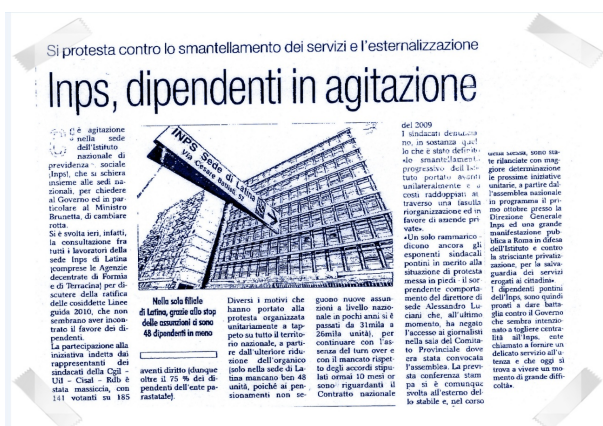 Si protesta contro lo smantellamento dei servizi e l'esternalizzazione
Inps, dipendenti in agitazione
C'è agitazione
nella sede
dell'Istituto
nazionale di
previdenza sociale
(Inps), che si schiera
insieme alle sedi na-
zionali, per chiedere
al Governo ed in par-
ticolare al Ministro
Brunetta, di cambiare
rotta.
Si è svolta ieri, infatti,
la consultazione fra
tutti i lavoratori della
sede Inps di Latina
(comprese le Agenzie
decentrate di Formia
e di Terracina) per di-
scutere della ratifica
delle cosiddette Linee
guida 2010, che non
sembrano aver incon-
trato il favore dei di-
pendenti.
La partecipazione alla
iniziativa indetta dai
rappresentanti dei
sindacati della Cgil -
Uil - Cisal - Rdb è
stata massiccia, con
141 votanti su 185
INPS Sede di Latina
Via Cesare Battisti, 52
Nella sola filiale
di Latina, grazie allo stop
delle assunzioni ci sono
48 dipendenti in meno
aventi diritto (dunque
oltre il 75 % dei di-
pendenti dell'ente pa-
rastatale).
Diversi i motivi che
hanno portato alla
protesta organizzata
unitariamente a tap-
peto su tutto il territo-
rio nazionale, a parti-
re dall'ulteriore ridu-
zione dell'organico
(solo nella sede di La-
tina mancano ben 48
unità, poiché ai pen-
sionamenti non se-
guono nuove assun-
zioni a livello nazio-
nale in pochi anni si è
passati da 31mila a
26mila unità), per
continuare con l'as-
senza del turn over e
con il mancato rispet-
to degli accordi stipu-
lati ormai 10 mesi or
sono riguardanti il
Contratto nazionale
del 2009
I sindacati denuncia-
no, in sostanza quel
lo che è stato definito
«lo smantellamento
progressivo dell'Isti-
tuto portato avanti
unilateralmente e a
costi raddoppiati at-
traverso una fasulla
riorganizzazione ed in
favore di aziende pri-
vate».
«Un solo rammarico -
dicono ancora gli
esponenti sindacali
pontini in merito alla
situazione di protesta
messa in piedi - il sor-
prendente comporta-
mento del direttore di
sede Alessandro Lu-
ciani che, all'ultimo
momento, ha negato
l'accesso ai giornalisti
nella saia del Comita-
to Provinciale dove
era stata convocata
l'Assemblea. La previ-
sta conferenza stam
pa si è comunque
svolta all'esterno del-
lo stabile e, nel corso
della stessa, sono sta-
te rilanciate con mag-
giore determinazione
le prossime iniziative
unitarie, a partire dal-
l'assemblea nazionale
in programma il pri-
mo ottobre presso la
Direzione Generale
Inps ed una grande
manifestazione pub-
blica a Roma in difesa
dell'Istituto e contro
la strisciante privatiz-
zazione, per la salva-
guardia dei servizi
erogati ai cittadini».
I dipendenti pontini
dell'Inps, sono quindi
pronti a dare batta-
glia contro il Governo
che sembra intenzio-
nato a togliere centra-
lità all'Inps, ente
chiamato a fornire un
delicato servizio all'u-
tenza e che oggi si
trova a vivere un mo-
mento di grande diffi-
coltà.